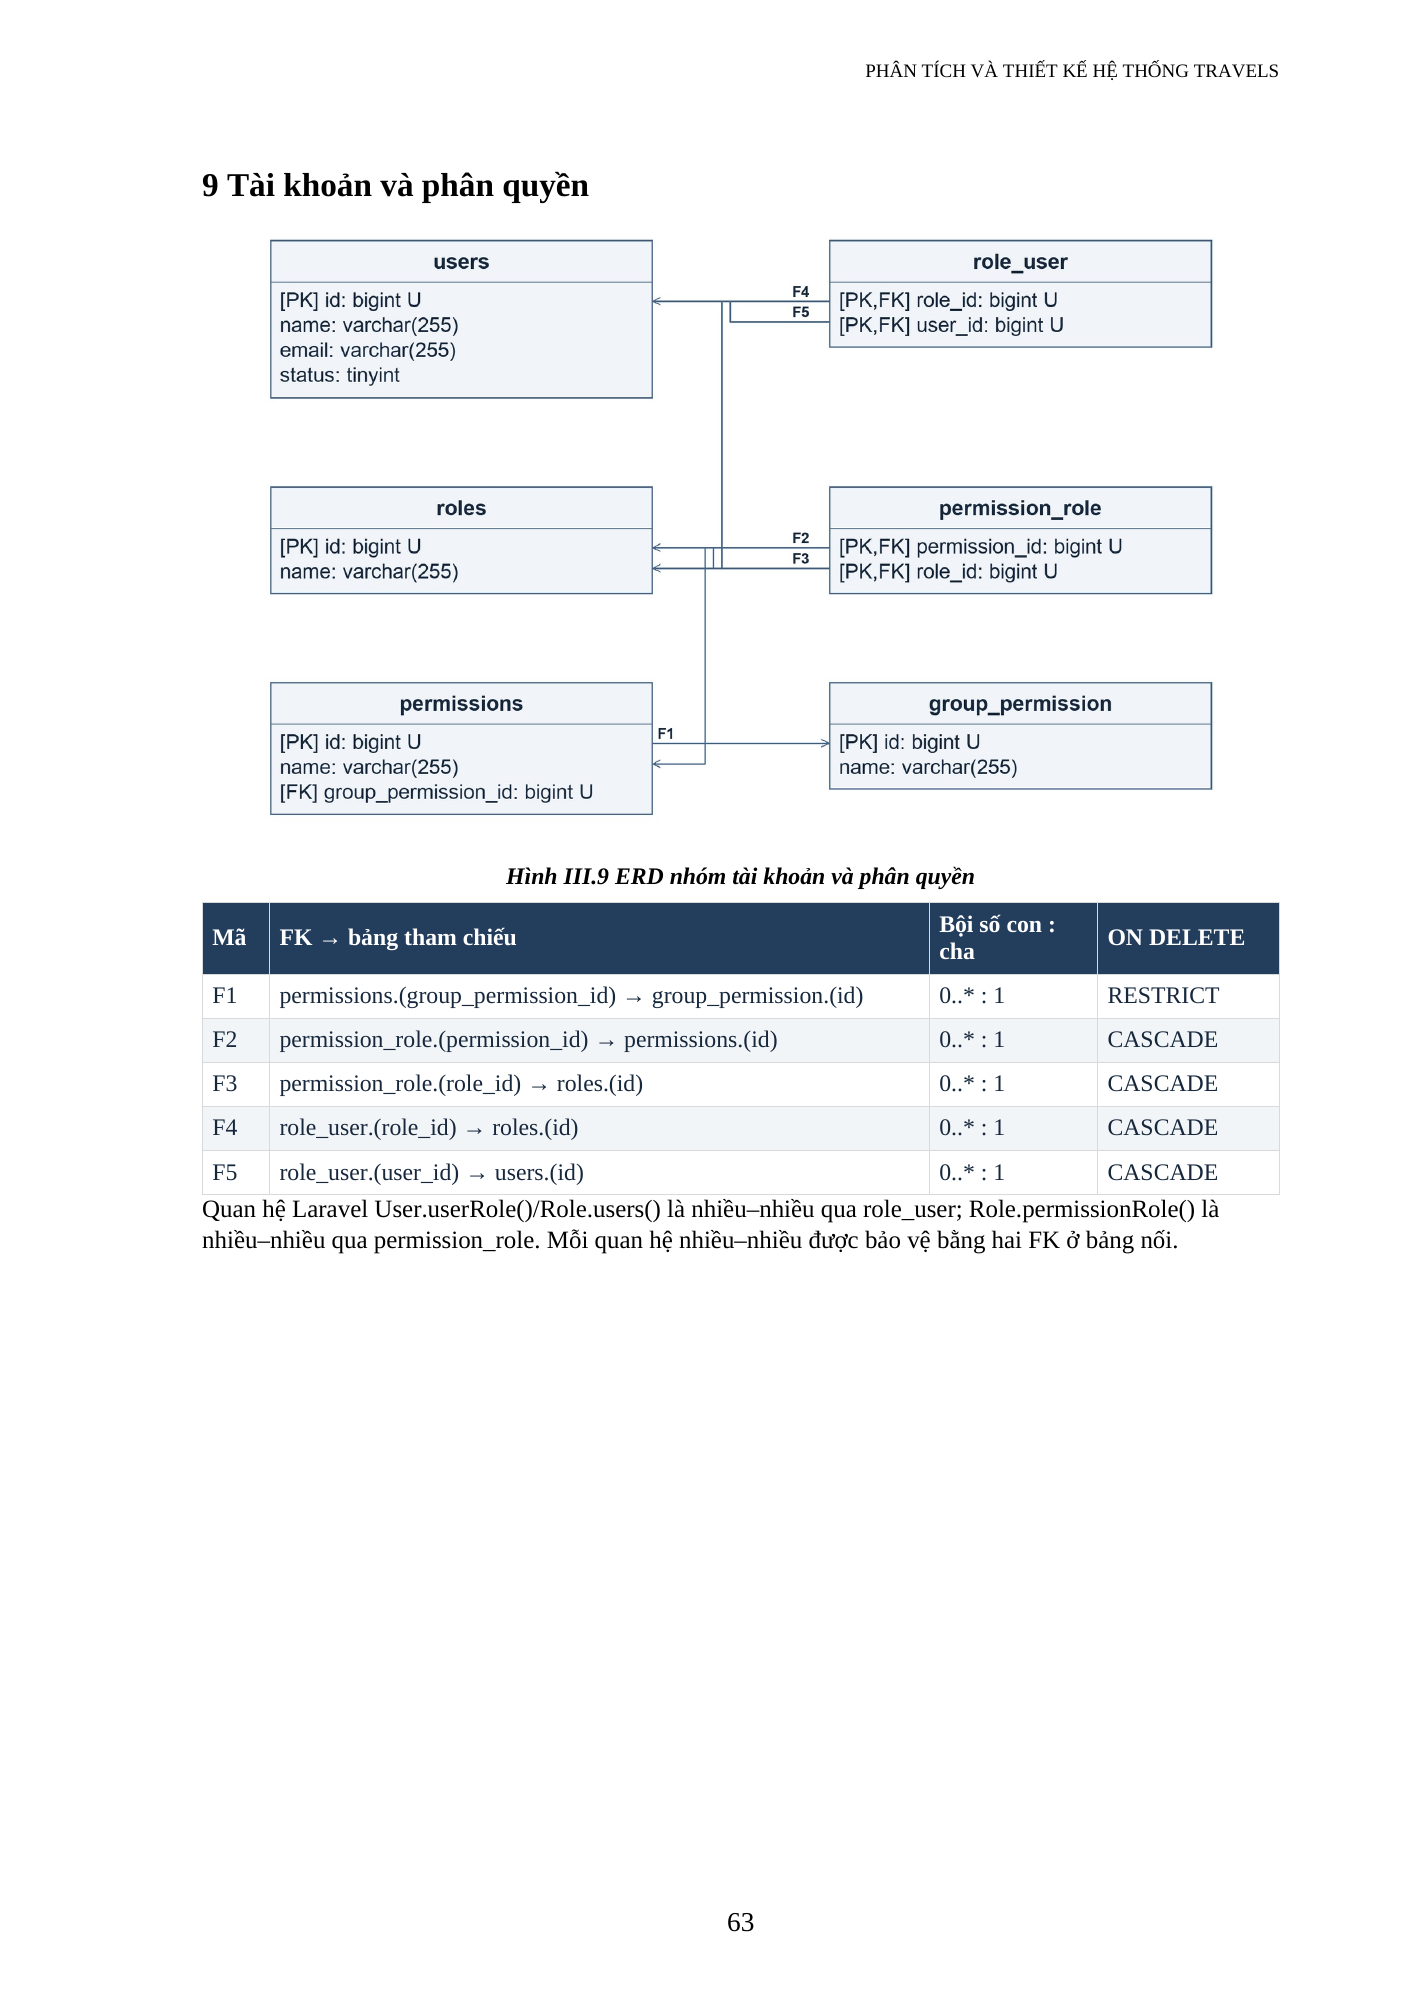 PHÂN TÍCH VÀ THIẾT KẾ HỆ THỐNG TRAVELS
9 Tài khoản và phân quyền
users
[PK] id: bigint U
name: varchar(255)
email: varchar(255)
status: tinyint
role_user
[PK,FK] role_id: bigint U
[PK,FK] user_id: bigint U
F4
F5
roles
[PK] id: bigint U
name: varchar(255)
permission_role
[PK,FK] permission_id: bigint U
[PK,FK] role_id: bigint U
F2
F3
permissions
[PK] id: bigint U
name: varchar(255)
[FK] group_permission_id: bigint U
F1
group_permission
[PK] id: bigint U
name: varchar(255)
Hình III.9 ERD nhóm tài khoản và phân quyền
Mã FK → bảng tham chiếu Bội số con : cha ON DELETE
F1 permissions.(group_permission_id) → group_permission.(id) 0..* : 1 RESTRICT
F2 permission_role.(permission_id) → permissions.(id) 0..* : 1 CASCADE
F3 permission_role.(role_id) → roles.(id) 0..* : 1 CASCADE
F4 role_user.(role_id) → roles.(id) 0..* : 1 CASCADE
F5 role_user.(user_id) → users.(id) 0..* : 1 CASCADE
Quan hệ Laravel User.userRole()/Role.users() là nhiều–nhiều qua role_user; Role.permissionRole() là
nhiều–nhiều qua permission_role. Mỗi quan hệ nhiều–nhiều được bảo vệ bằng hai FK ở bảng nối.
63